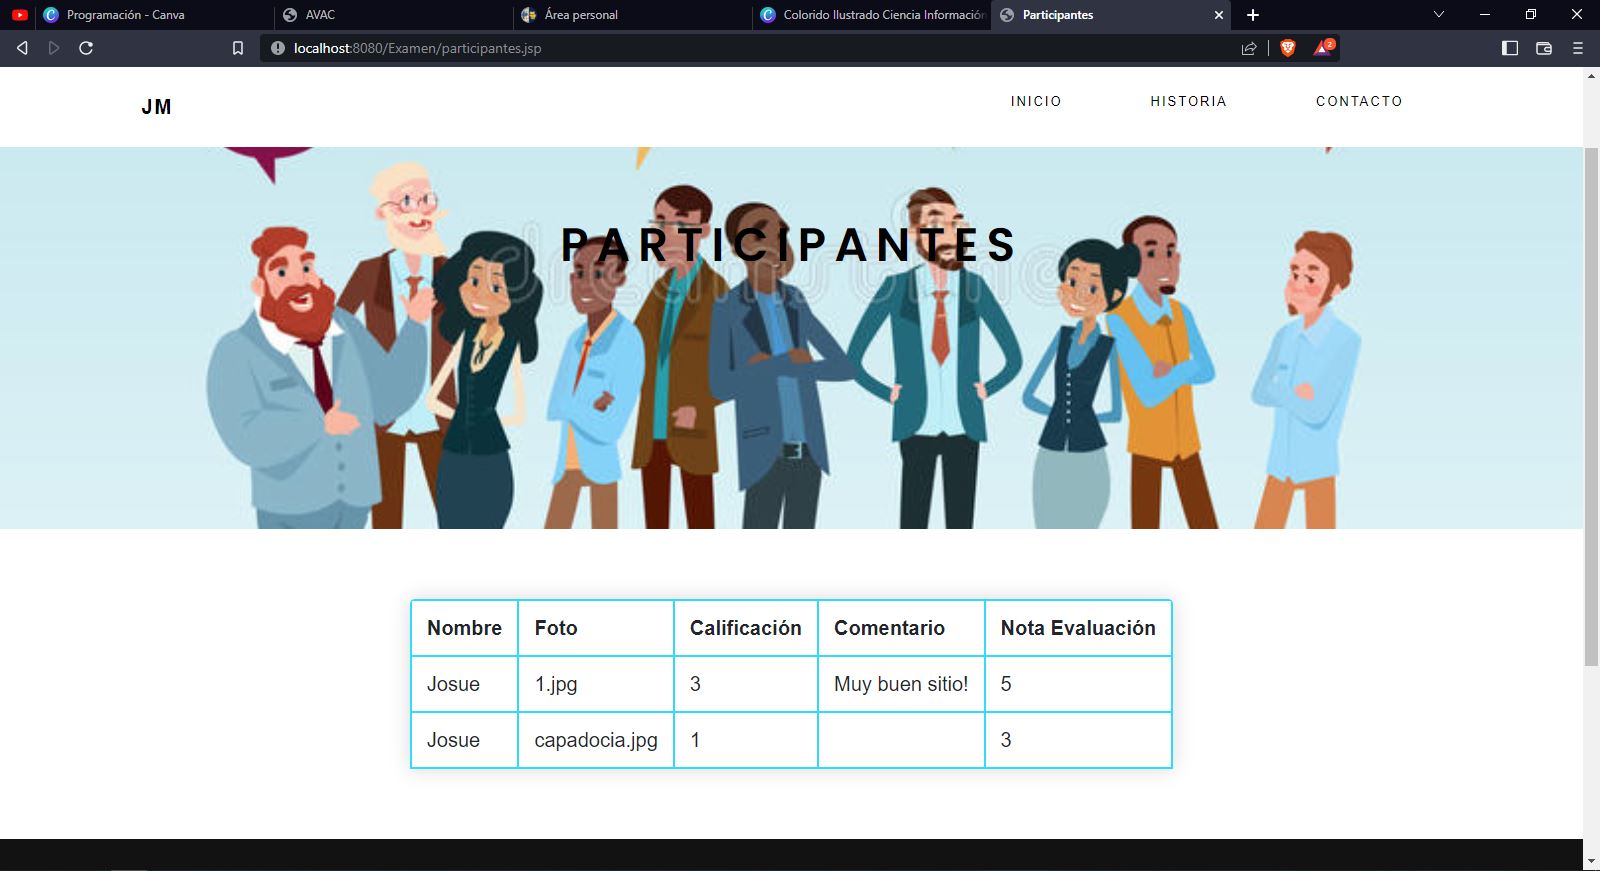 Programación - Canva
AVAC
Área personal
Colorido Ilustrado Ciencia Información
Participantes
localhost:8080/Examen/participantes.jsp
2
JM
INICIO
HISTORIA
CONTACTO
PARTICIPANTES
dreamstime
Nombre Foto Calificación Comentario Nota Evaluación
Josue 1.jpg 3 Muy buen sitio! 5
Josue capadocia.jpg 1 3